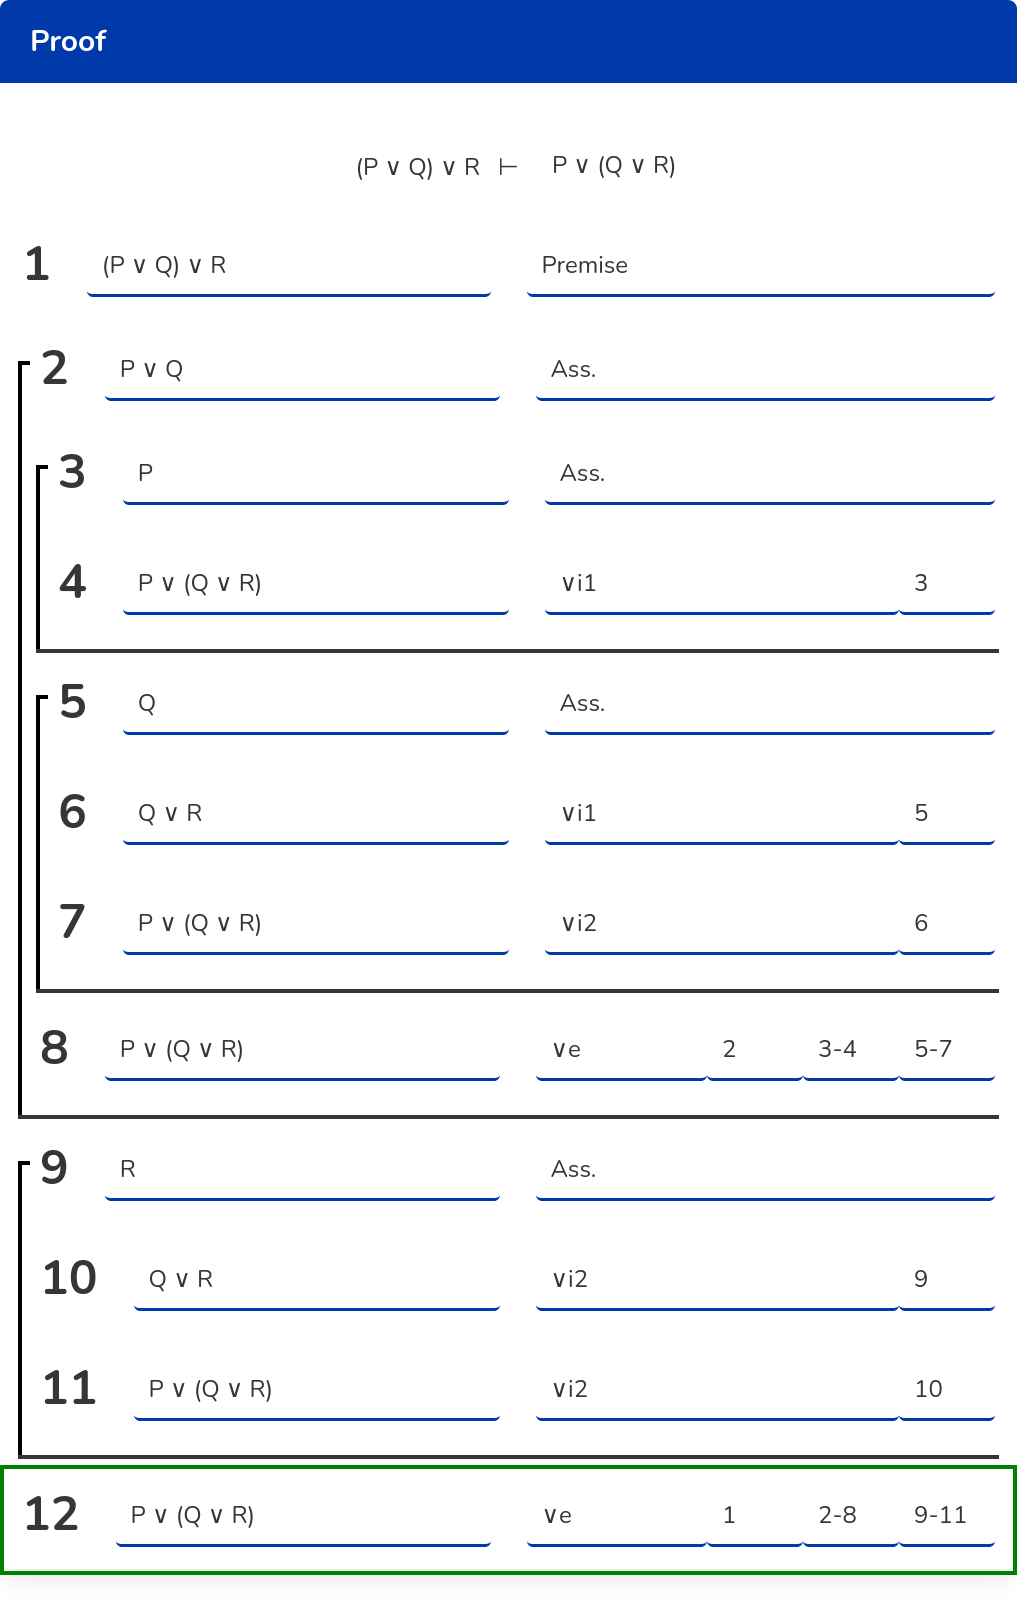 Proof
(P ∨ Q) ∨ R ⊢ P ∨ (Q ∨ R)
1 (P ∨ Q) ∨ R Premise
2 P ∨ Q Ass.
3 P Ass.
4 P ∨ (Q ∨ R) ∨i1 3
5 Q Ass.
6 Q ∨ R ∨i1 5
7 P ∨ (Q ∨ R) ∨i2 6
8 P ∨ (Q ∨ R) ∨e 2 3-4 5-7
9 R Ass.
10 Q ∨ R ∨i2 9
11 P ∨ (Q ∨ R) ∨i2 10
12 P ∨ (Q ∨ R) ∨e 1 2-8 9-11